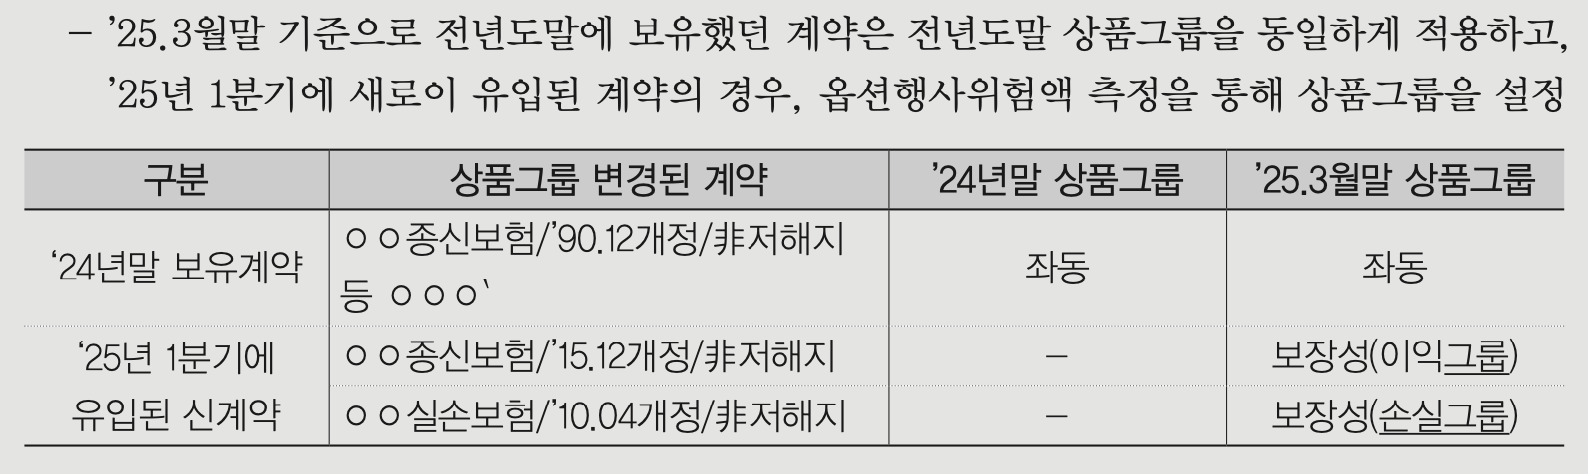 – ’25.3월말 기준으로 전년도말에 보유했던 계약은 전년도말 상품그룹을 동일하게 적용하고,
’25년 1분기에 새로이 유입된 계약의 경우, 옵션행사위험액 측정을 통해 상품그룹을 설정
구분 상품그룹 변경된 계약 ’24년말 상품그룹 ’25.3월말 상품그룹
‘24년말 보유계약 ㅇㅇ종신보험/’90.12개정/非저해지 좌동 좌동
등 ㅇㅇㅇ‵
‘25년 1분기에 ㅇㅇ종신보험/’15.12개정/非저해지 – 보장성(이익그룹)
유입된 신계약 ㅇㅇ실손보험/’10.04개정/非저해지 – 보장성(손실그룹)